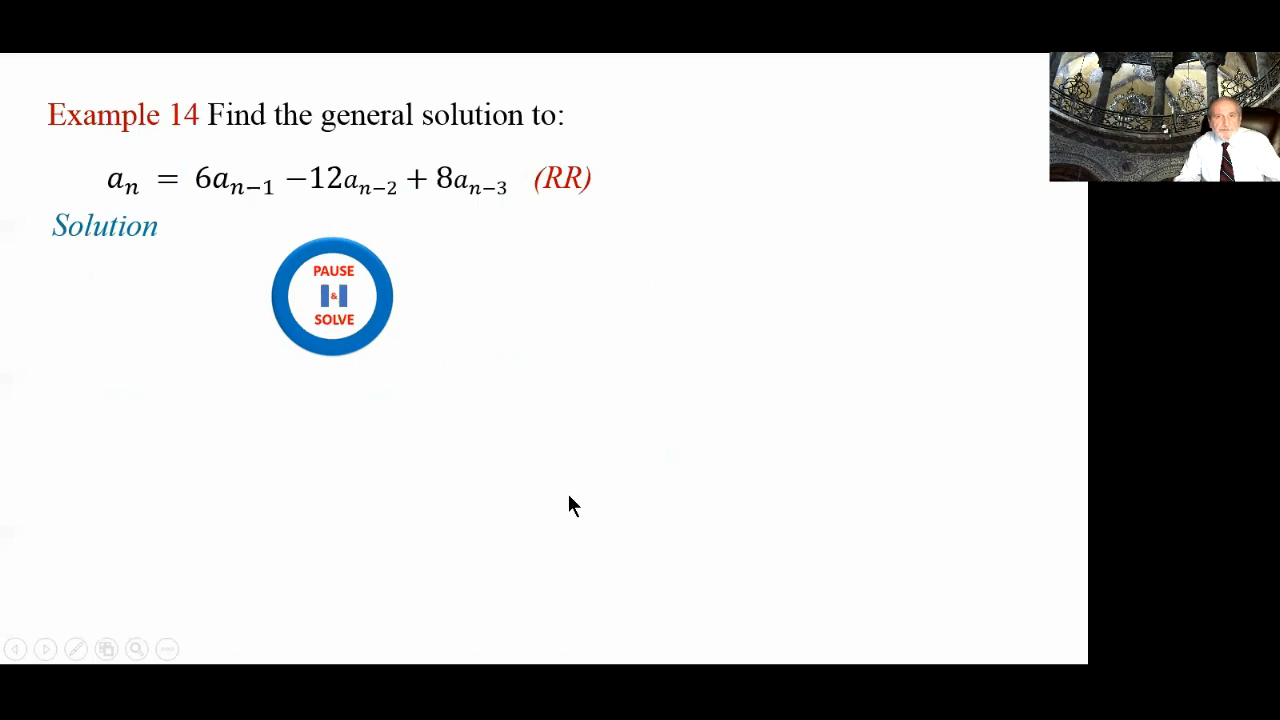 Example 14 Find the general solution to:
𝑎ₙ = 6𝑎ₙ₋₁ −12𝑎ₙ₋₂ + 8𝑎ₙ₋₃ (RR)
Solution
PAUSE
&
SOLVE